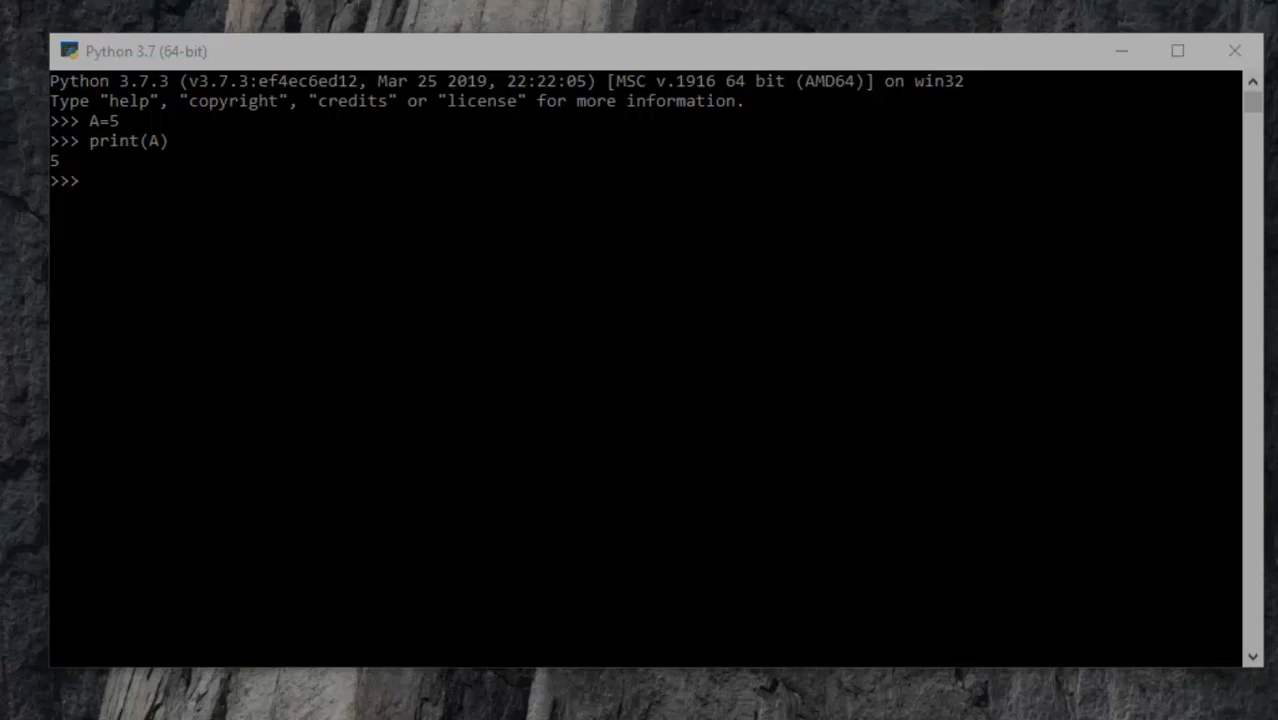 Python 3.7 (64-bit)
Python 3.7.3 (v3.7.3:ef4ec6ed12, Mar 25 2019, 22:22:05) [MSC v.1916 64 bit (AMD64)] on win32
Type "help", "copyright", "credits" or "license" for more information.
>>> A=5
>>> print(A)
5
>>>